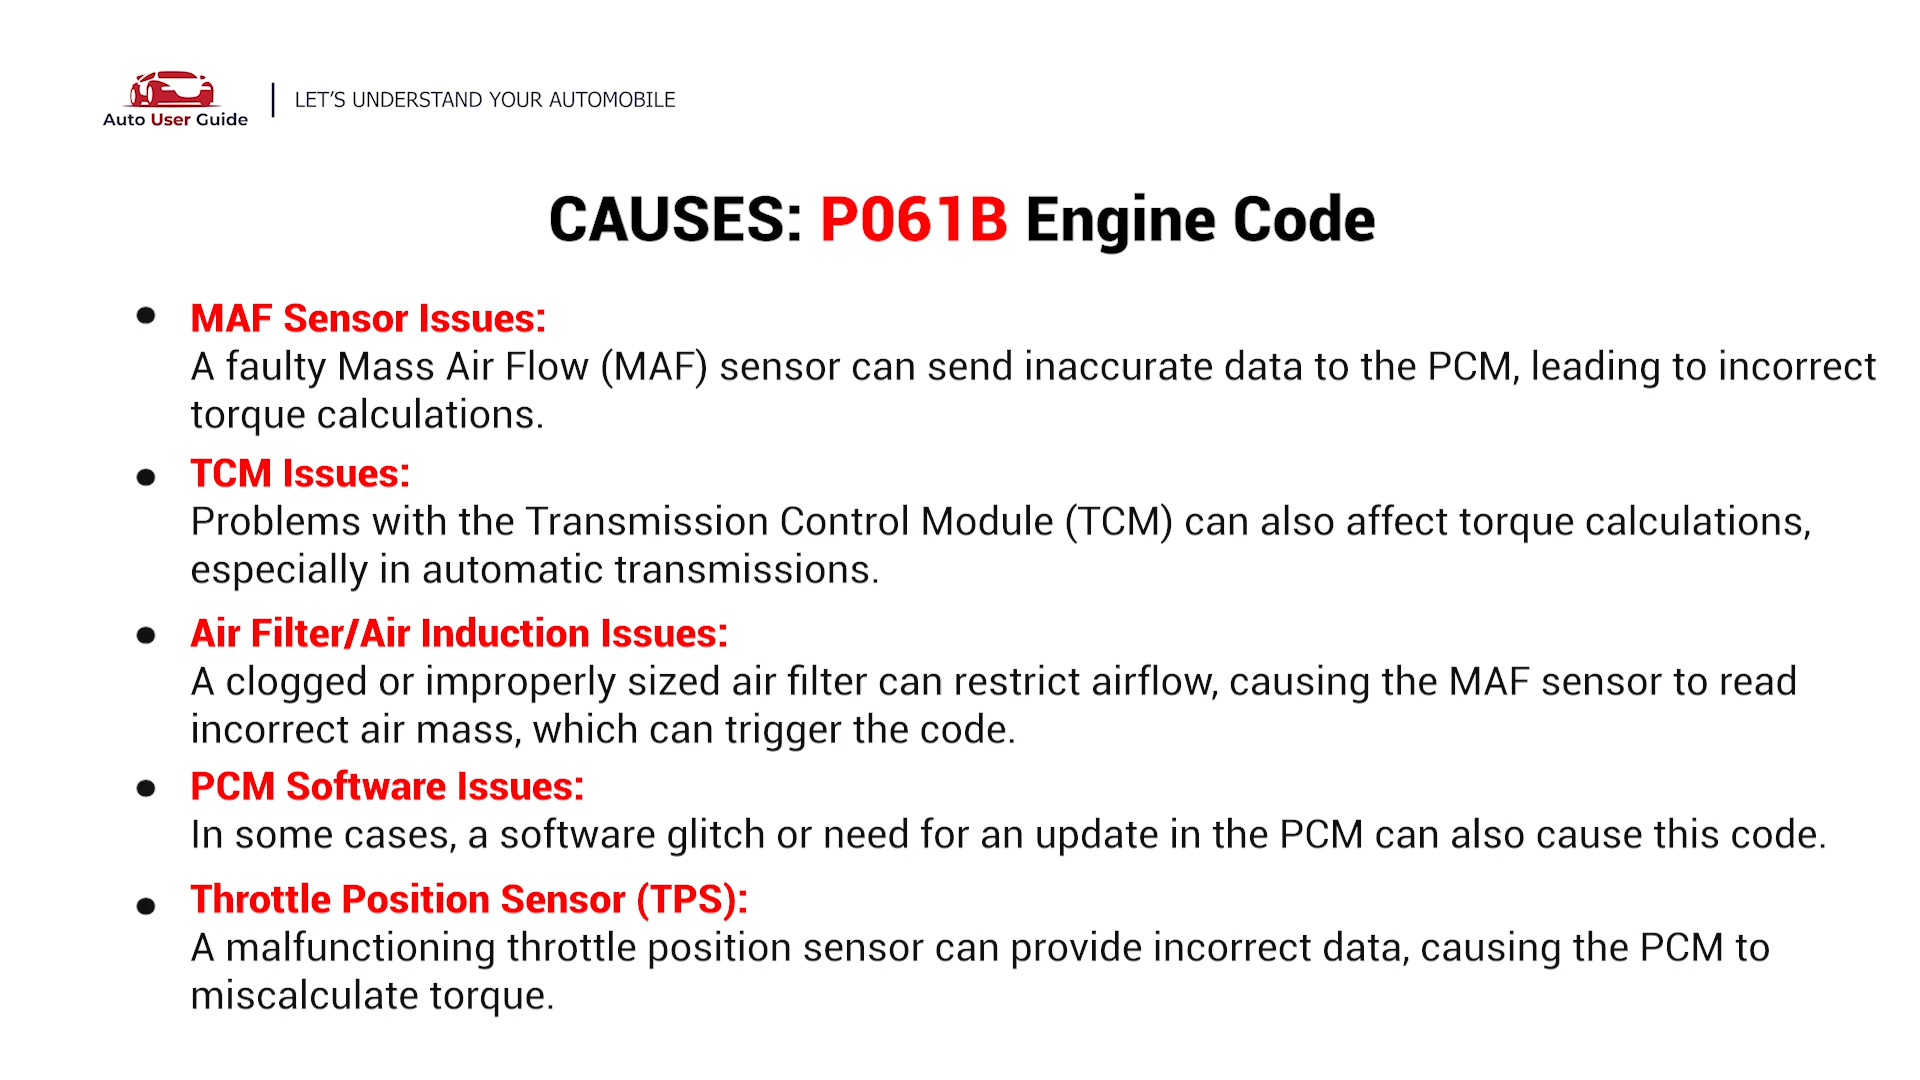 Auto User Guide
LET’S UNDERSTAND YOUR AUTOMOBILE
CAUSES: P061B Engine Code
MAF Sensor Issues:
A faulty Mass Air Flow (MAF) sensor can send inaccurate data to the PCM, leading to incorrect
torque calculations.
TCM Issues:
Problems with the Transmission Control Module (TCM) can also affect torque calculations,
especially in automatic transmissions.
Air Filter/Air Induction Issues:
A clogged or improperly sized air filter can restrict airflow, causing the MAF sensor to read
incorrect air mass, which can trigger the code.
PCM Software Issues:
In some cases, a software glitch or need for an update in the PCM can also cause this code.
Throttle Position Sensor (TPS):
A malfunctioning throttle position sensor can provide incorrect data, causing the PCM to
miscalculate torque.